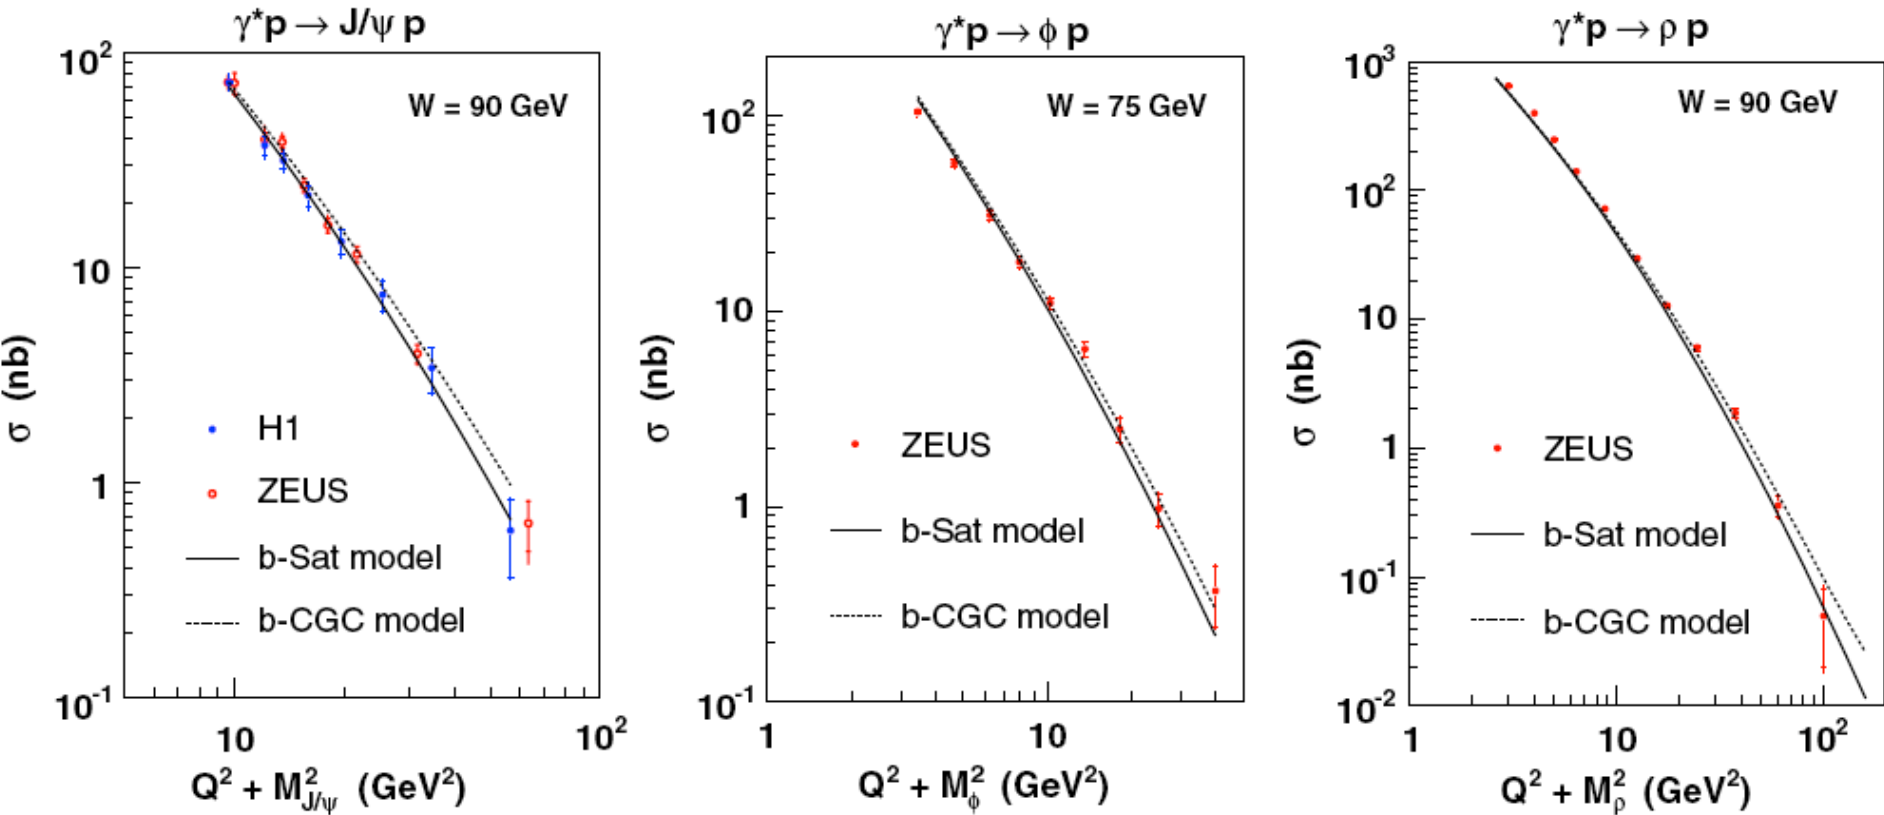 γ*p → J/ψ p
W = 90 GeV
10²
10
1
10⁻¹
σ (nb)
H1
ZEUS
b-Sat model
b-CGC model
10
10²
Q² + M²J/ψ (GeV²)
γ*p → ϕ p
W = 75 GeV
10²
10
1
10⁻¹
σ (nb)
ZEUS
b-Sat model
b-CGC model
1
10
Q² + M²ϕ (GeV²)
γ*p → ρ p
W = 90 GeV
10³
10²
10
1
10⁻¹
10⁻²
σ (nb)
ZEUS
b-Sat model
b-CGC model
1
10
10²
Q² + M²ρ (GeV²)